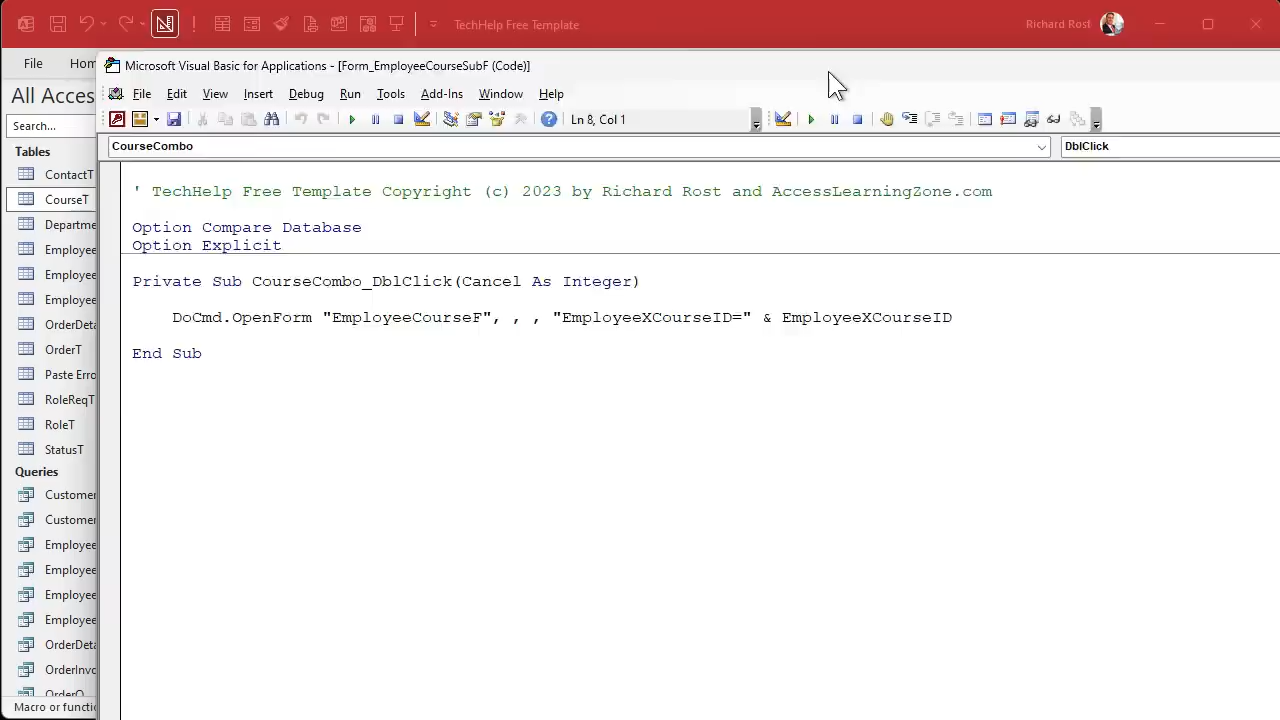 TechHelp Free Template
Richard Rost
File
Hom
Microsoft Visual Basic for Applications - [Form_EmployeeCourseSubF (Code)]
File Edit View Insert Debug Run Tools Add-Ins Window Help
Ln 8, Col 1
All Acces
Search...
CourseCombo
DblClick
Tables
ContactT
CourseT
Departme
Employee
Employee
Employee
OrderDeta
OrderT
Paste Erro
RoleReqT
RoleT
StatusT
Queries
Customer
Customer
Employee
Employee
Employee
Employee
OrderDeta
OrderInvo
OrderQ
Macro or functio
' TechHelp Free Template Copyright (c) 2023 by Richard Rost and AccessLearningZone.com
Option Compare Database
Option Explicit
Private Sub CourseCombo_DblClick(Cancel As Integer)
DoCmd.OpenForm "EmployeeCourseF", , , "EmployeeXCourseID=" & EmployeeXCourseID
End Sub